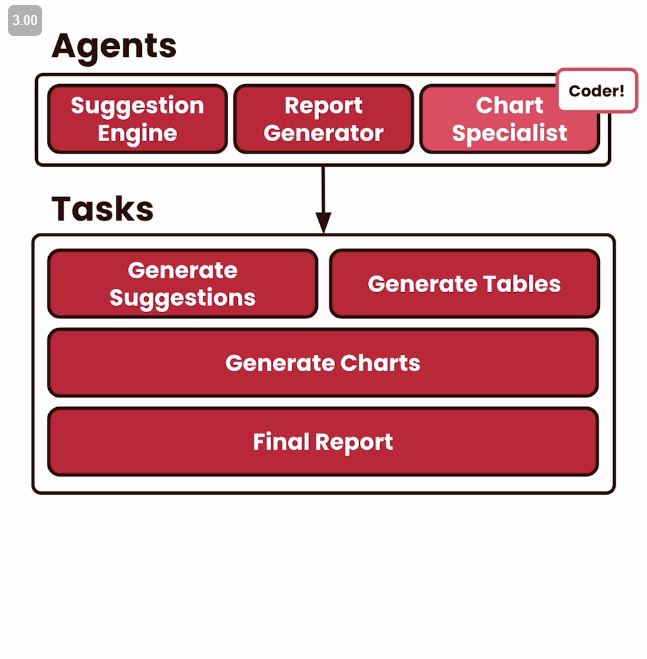 3.00
Agents
Suggestion
Engine
Report
Generator
Chart
Specialist
Coder!
Tasks
Generate
Suggestions
Generate Tables
Generate Charts
Final Report